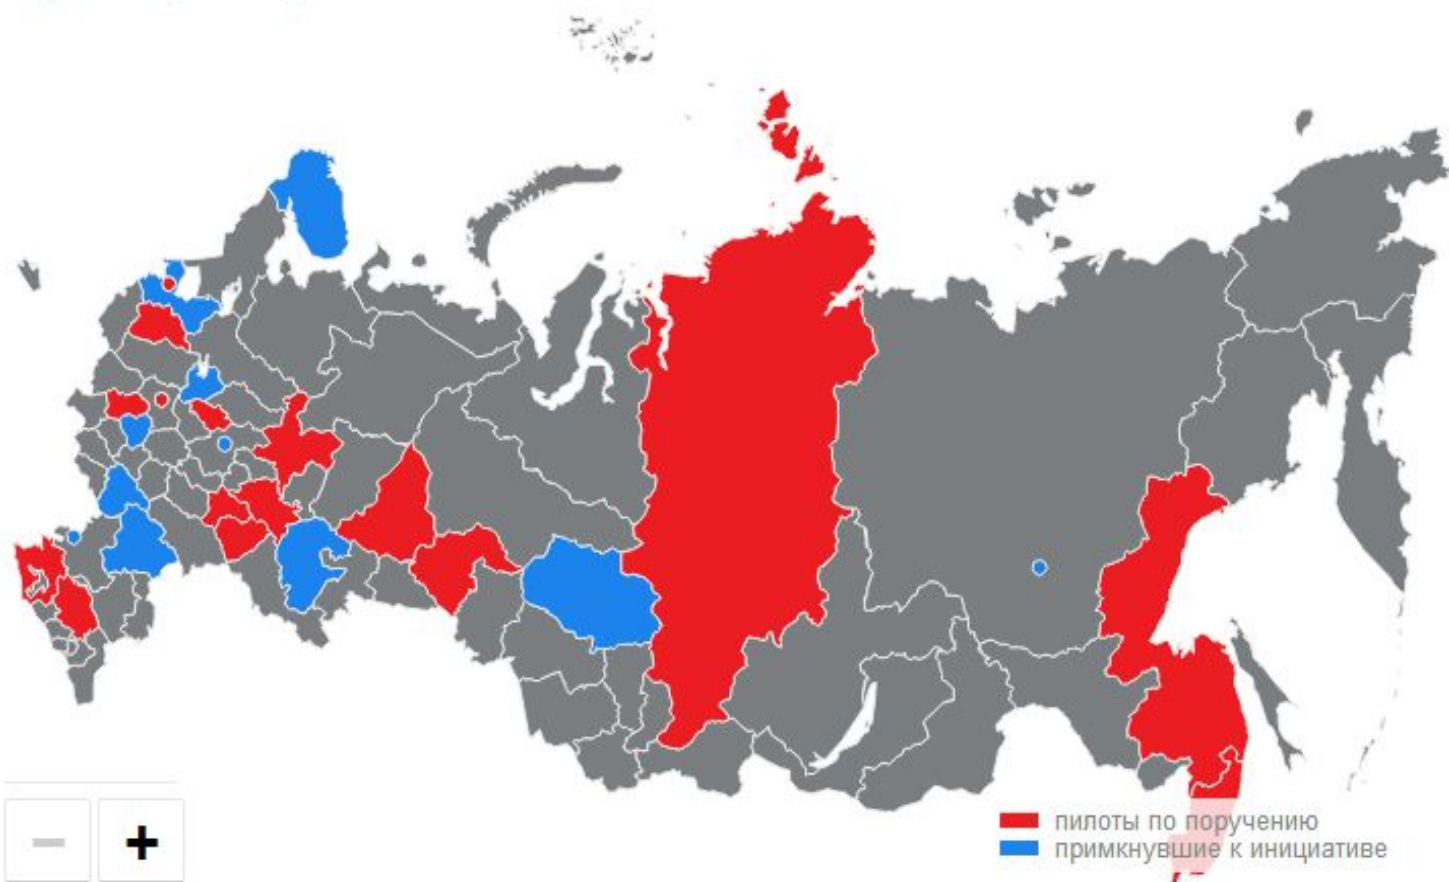 пилоты по поручению
примкнувшие к инициативе